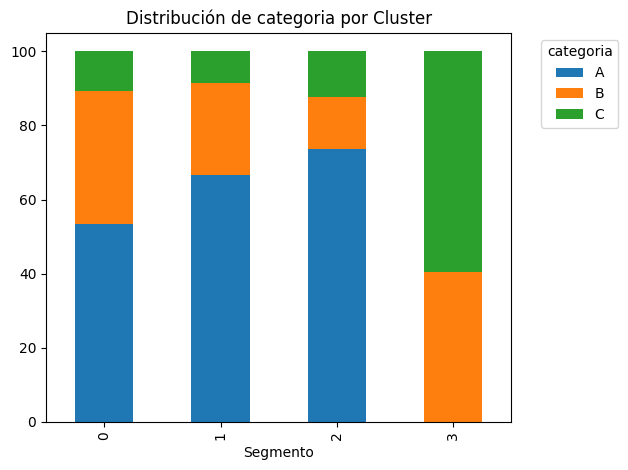 Distribución de categoria por Cluster
100
80
60
40
20
0
0
1
2
3
Segmento
categoria
A
B
C